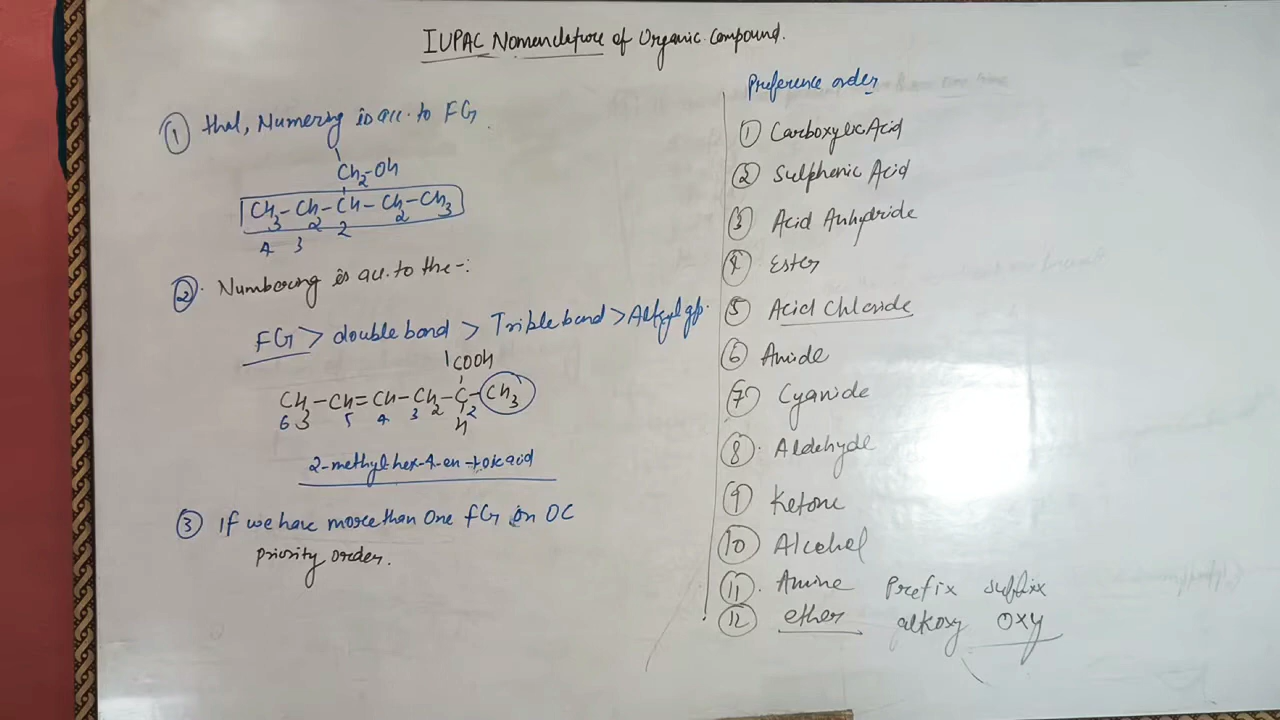 IUPAC Nomenclature of Organic Compound.
① that, Numering is acc. to FG
CH2-OH
CH3-CH2-CH-CH2-CH3
4 3 2
② Numbering is acc. to the -:
FG > double bond > Triple bond > Alkyl gp.
1COOH
CH3-CH=CH-CH2-C-CH3
6 5 4 3 2
H
2-methyl-hex-4-en-1-oic acid
③ If we have more than One FG in OC
Priority order.
Preference order
① Carboxylic Acid
② Sulphenic Acid
③ Acid Anhydride
④ Ester
⑤ Acid Chloride
⑥ Amide
⑦ Cyanide
⑧ Aldehyde
⑨ Ketone
⑩ Alcohol
⑪ Amine Prefix suffix
⑫ ether alkoxy Oxy